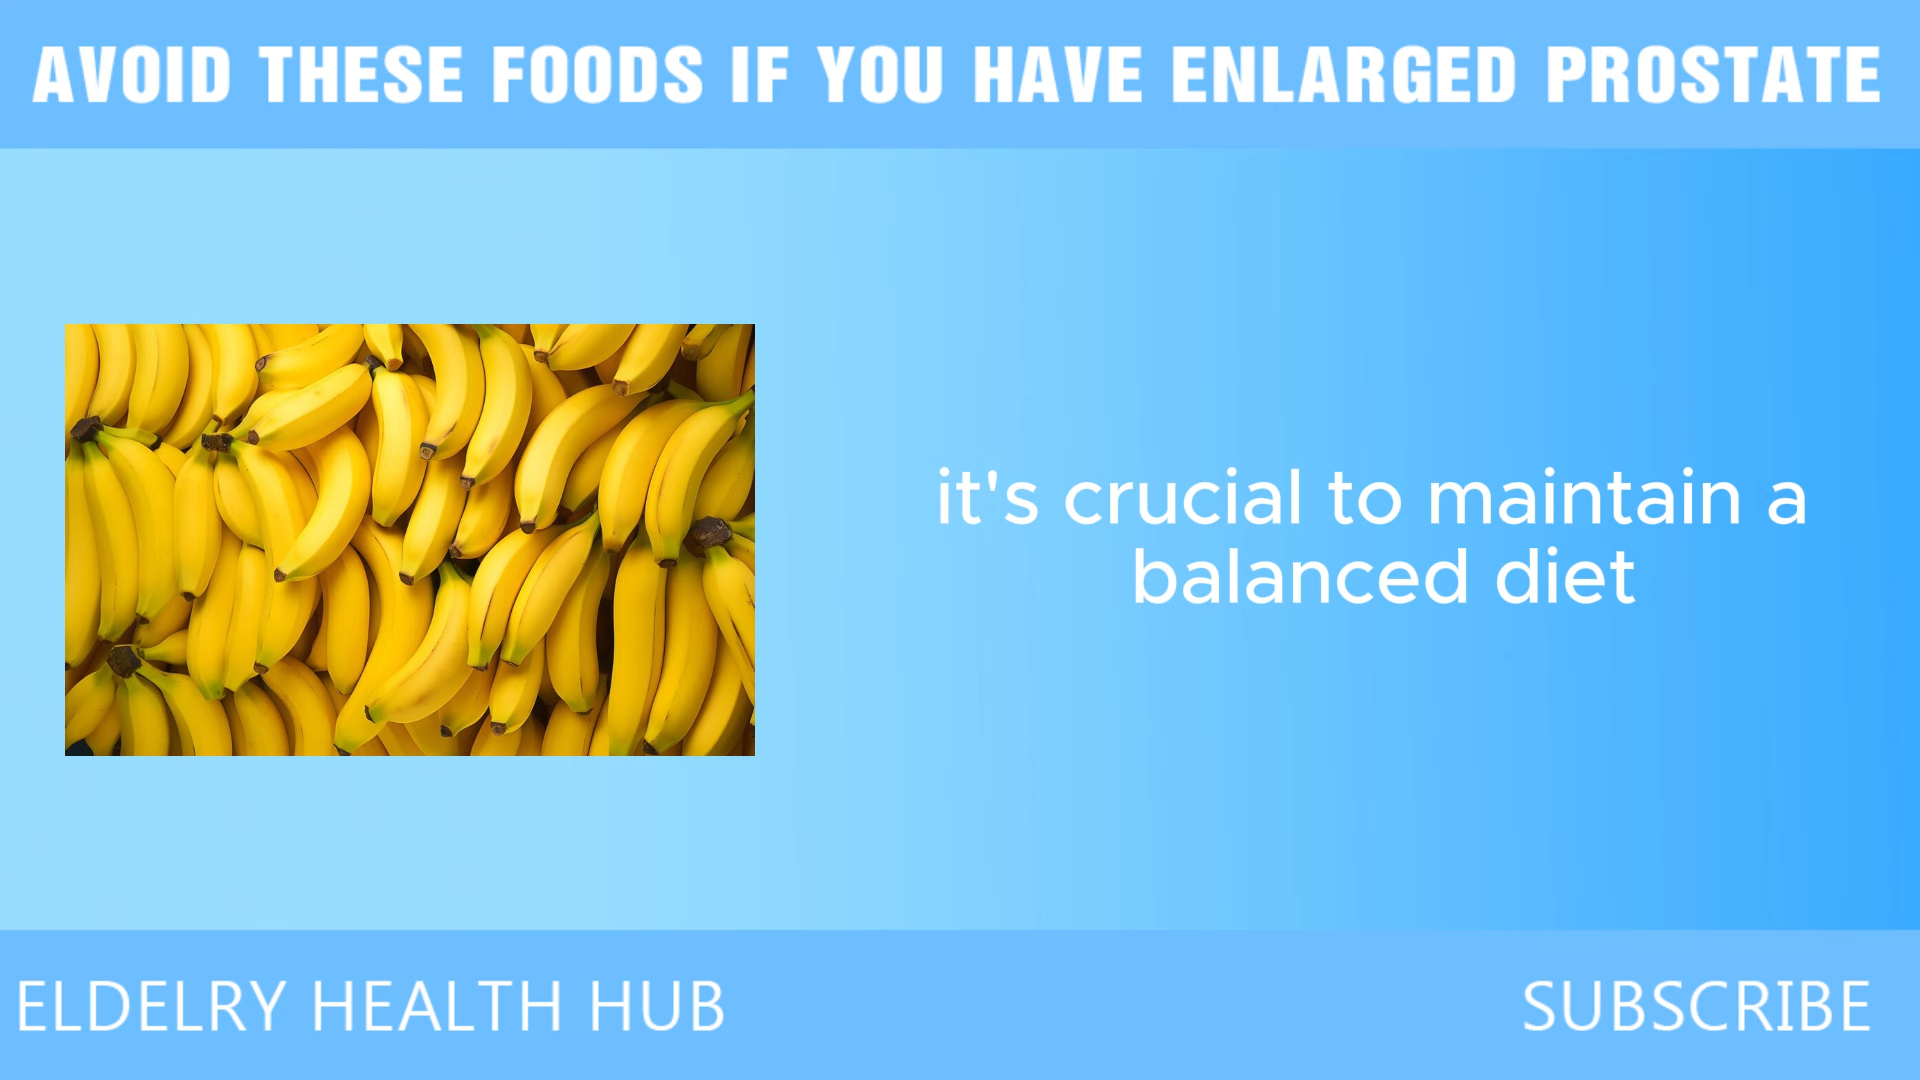 AVOID THESE FOODS IF YOU HAVE ENLARGED PROSTATE
it's crucial to maintain a
balanced diet
ELDELRY HEALTH HUB
SUBSCRIBE